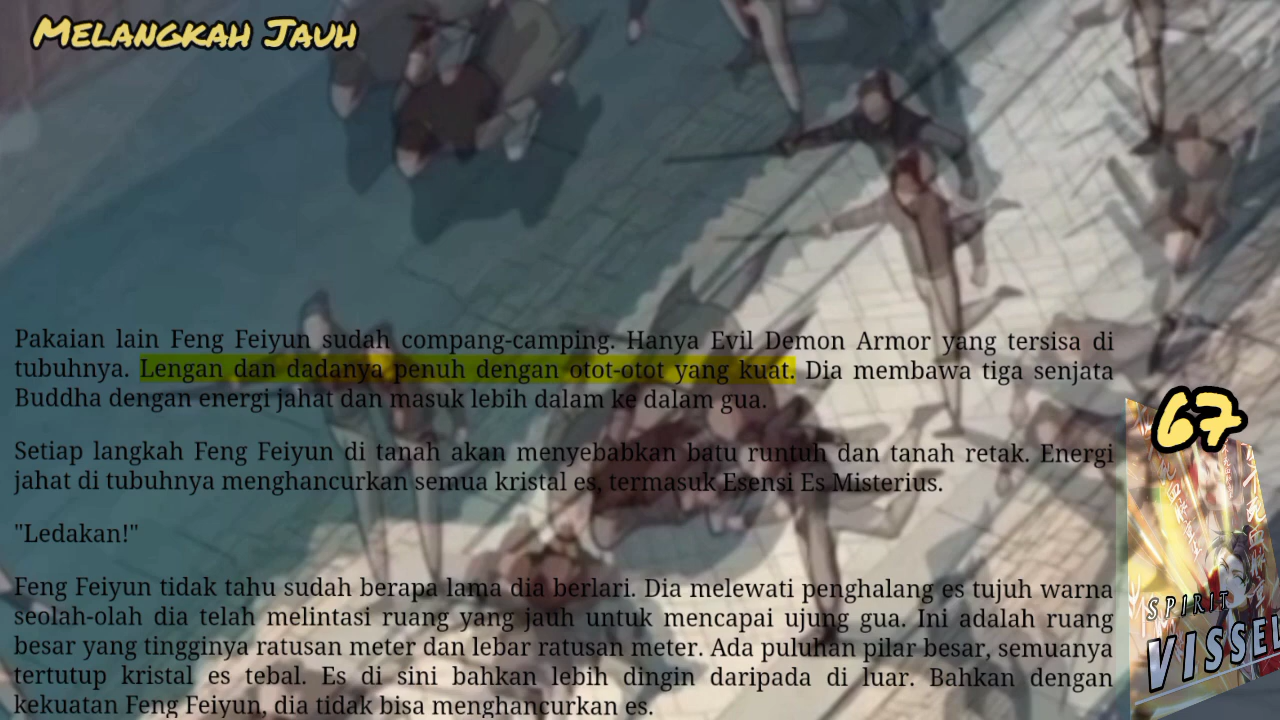 Melangkah Jauh
Pakaian lain Feng Feiyun sudah compang-camping. Hanya Evil Demon Armor yang tersisa di
tubuhnya. Lengan dan dadanya penuh dengan otot-otot yang kuat. Dia membawa tiga senjata
Buddha dengan energi jahat dan masuk lebih dalam ke dalam gua.
Setiap langkah Feng Feiyun di tanah akan menyebabkan batu runtuh dan tanah retak. Energi
jahat di tubuhnya menghancurkan semua kristal es, termasuk Esensi Es Misterius.
"Ledakan!"
Feng Feiyun tidak tahu sudah berapa lama dia berlari. Dia melewati penghalang es tujuh warna
seolah-olah dia telah melintasi ruang yang jauh untuk mencapai ujung gua. Ini adalah ruang
besar yang tingginya ratusan meter dan lebar ratusan meter. Ada puluhan pilar besar, semuanya
tertutup kristal es tebal. Es di sini bahkan lebih dingin daripada di luar. Bahkan dengan
kekuatan Feng Feiyun, dia tidak bisa menghancurkan es.
67
SPIRIT
VISSEL